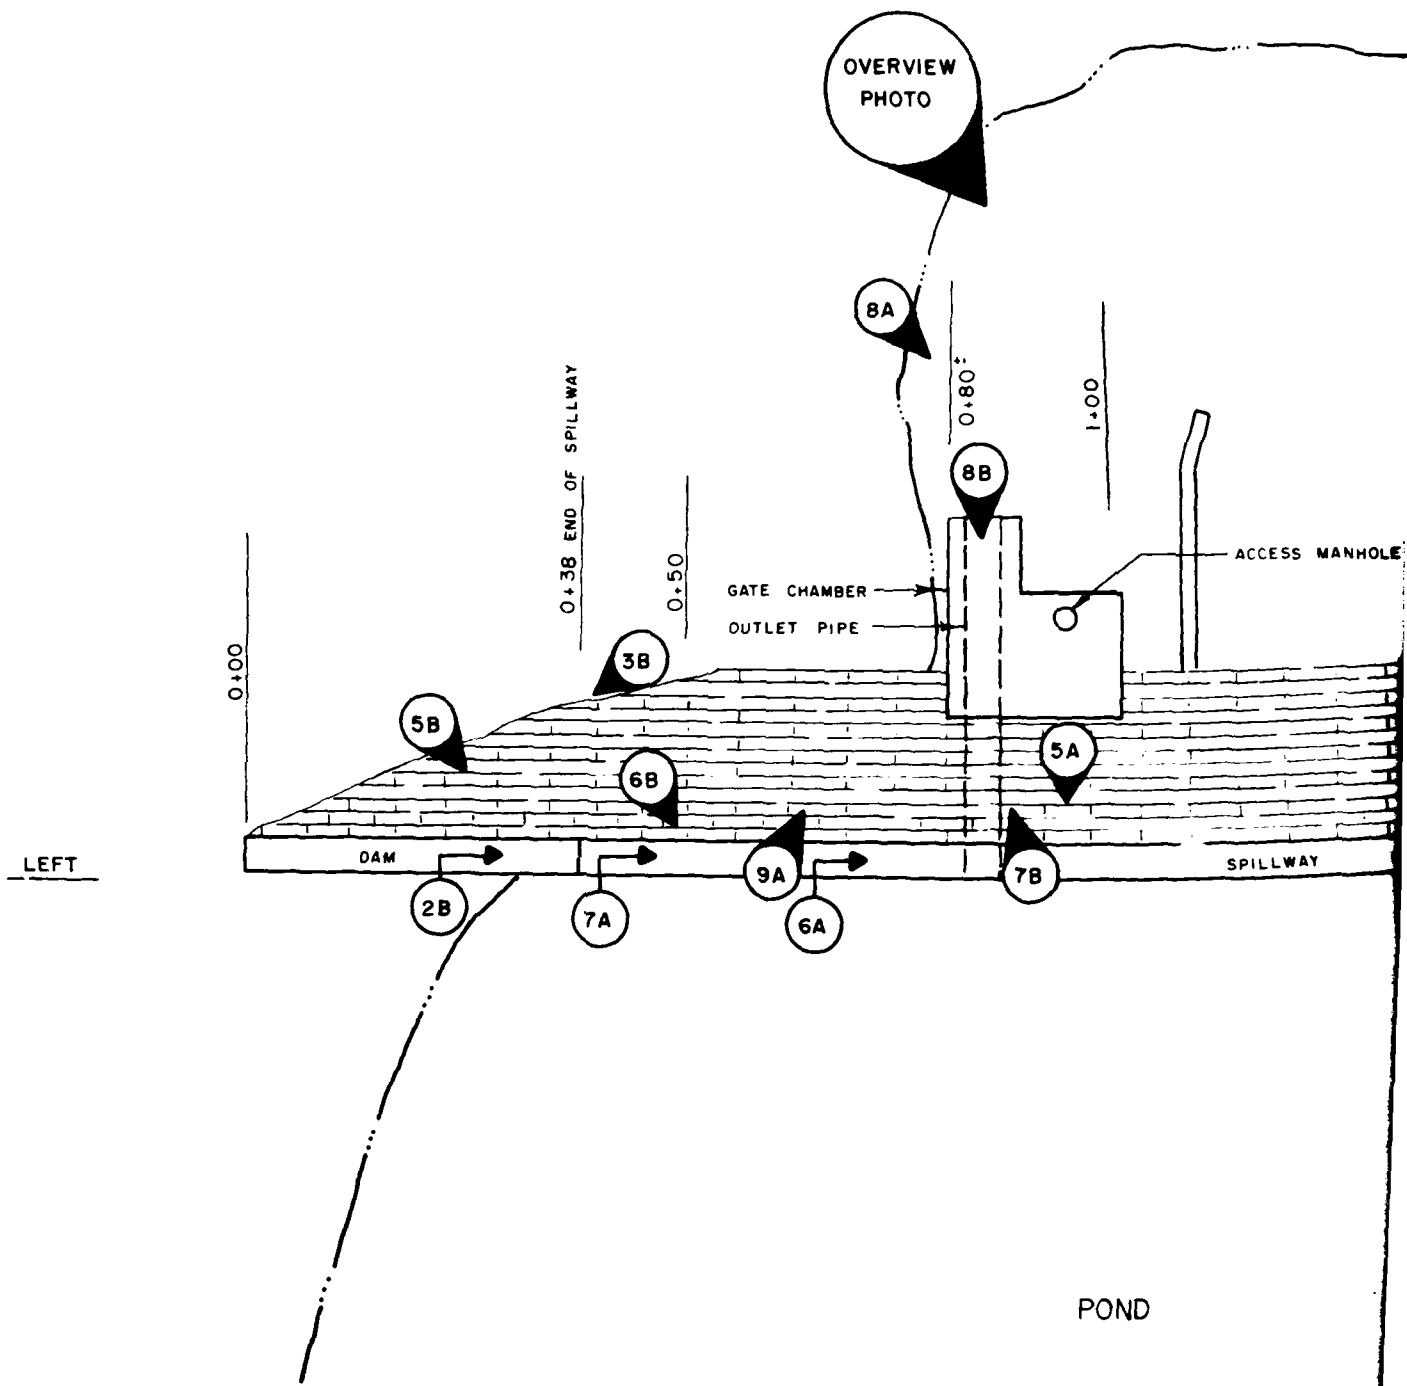 OVERVIEW
PHOTO
8A
0+80±
1+00
0+38 END OF SPILLWAY
8B
0+50
ACCESS MANHOLE
GATE CHAMBER
OUTLET PIPE
0+00
3B
5B
5A
6B
LEFT
DAM
SPILLWAY
9A
7B
2B
7A
6A
POND